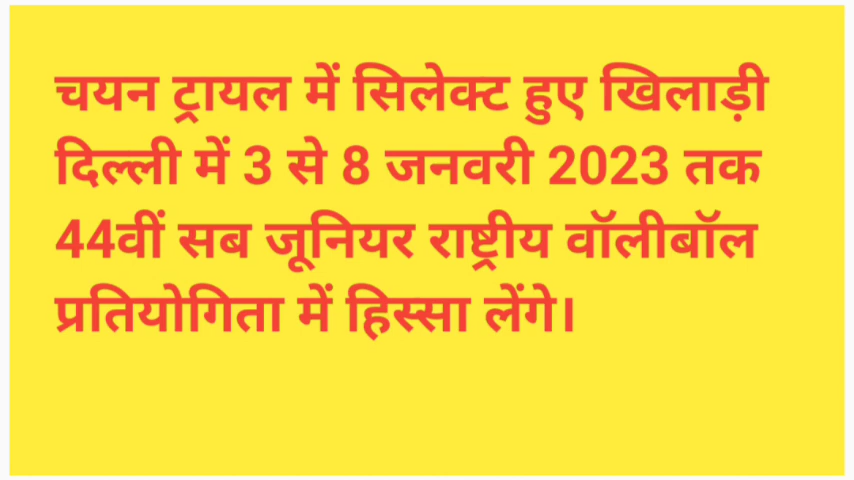 चयन ट्रायल में सिलेक्ट हुए खिलाड़ी
दिल्ली में 3 से 8 जनवरी 2023 तक
44वीं सब जूनियर राष्ट्रीय वॉलीबॉल
प्रतियोगिता में हिस्सा लेंगे।